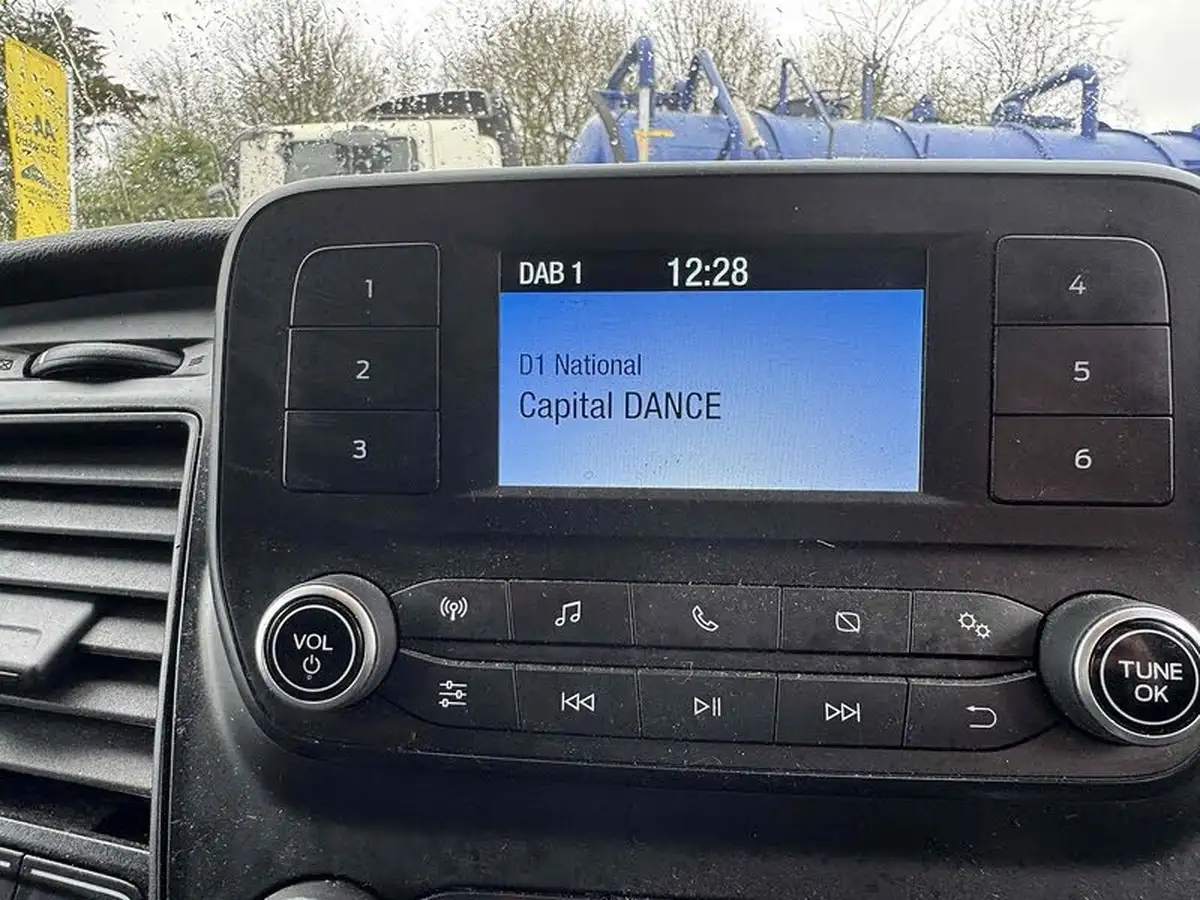 DAB 1 12:28
D1 National
Capital DANCE
1
2
3
4
5
6
VOL
TUNE
OK